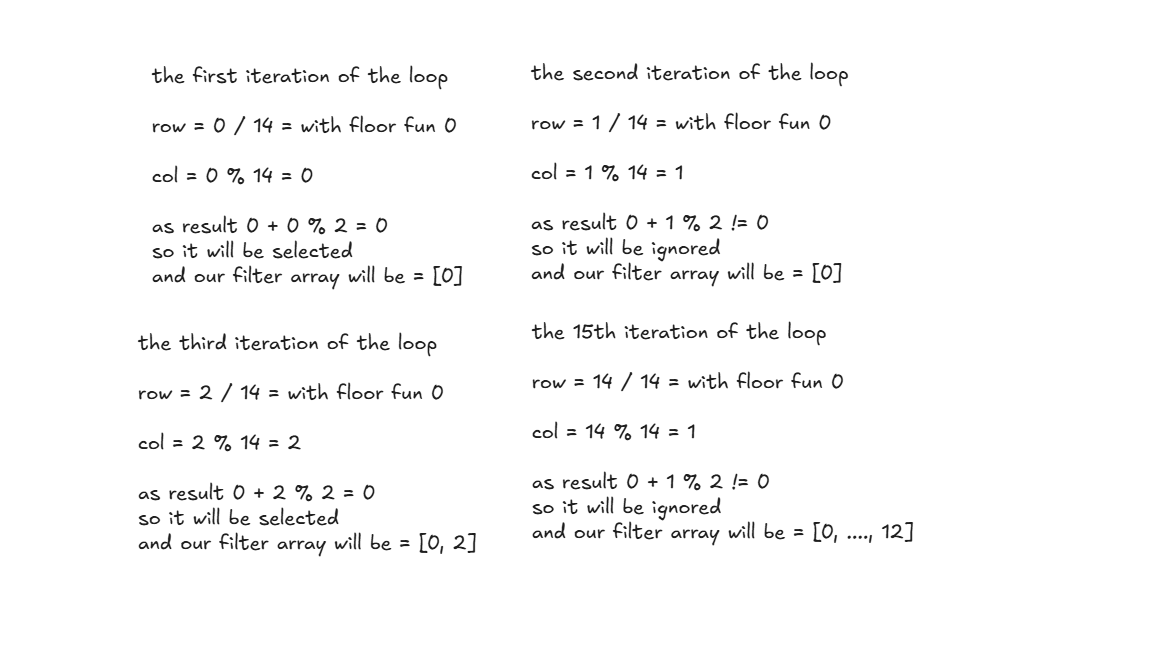 the first iteration of the loop
row = 0 / 14 = with floor fun 0
col = 0 % 14 = 0
as result 0 + 0 % 2 = 0
so it will be selected
and our filter array will be = [0]
the second iteration of the loop
row = 1 / 14 = with floor fun 0
col = 1 % 14 = 1
as result 0 + 1 % 2 != 0
so it will be ignored
and our filter array will be = [0]
the third iteration of the loop
row = 2 / 14 = with floor fun 0
col = 2 % 14 = 2
as result 0 + 2 % 2 = 0
so it will be selected
and our filter array will be = [0, 2]
the 15th iteration of the loop
row = 14 / 14 = with floor fun 0
col = 14 % 14 = 1
as result 0 + 1 % 2 != 0
so it will be ignored
and our filter array will be = [0, ...., 12]